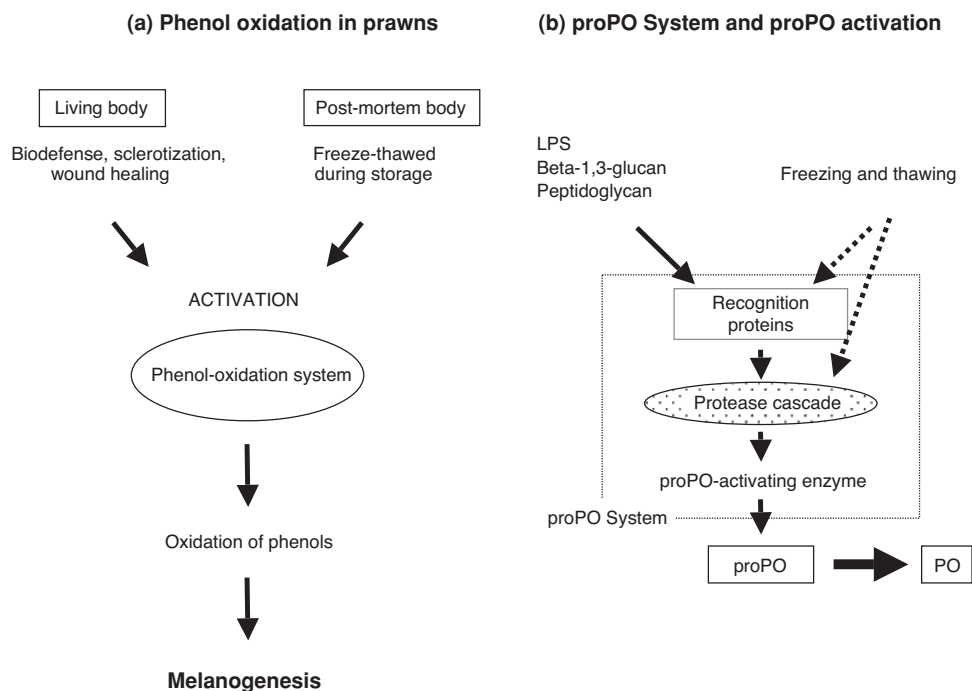 (a) Phenol oxidation in prawns
Living body
Post-mortem body
Biodefense, sclerotization,
wound healing
Freeze-thawed
during storage
ACTIVATION
Phenol-oxidation system
Oxidation of phenols
Melanogenesis
(b) proPO System and proPO activation
LPS
Beta-1,3-glucan
Peptidoglycan
Freezing and thawing
Recognition
proteins
Protease cascade
proPO-activating enzyme
proPO System
proPO
PO